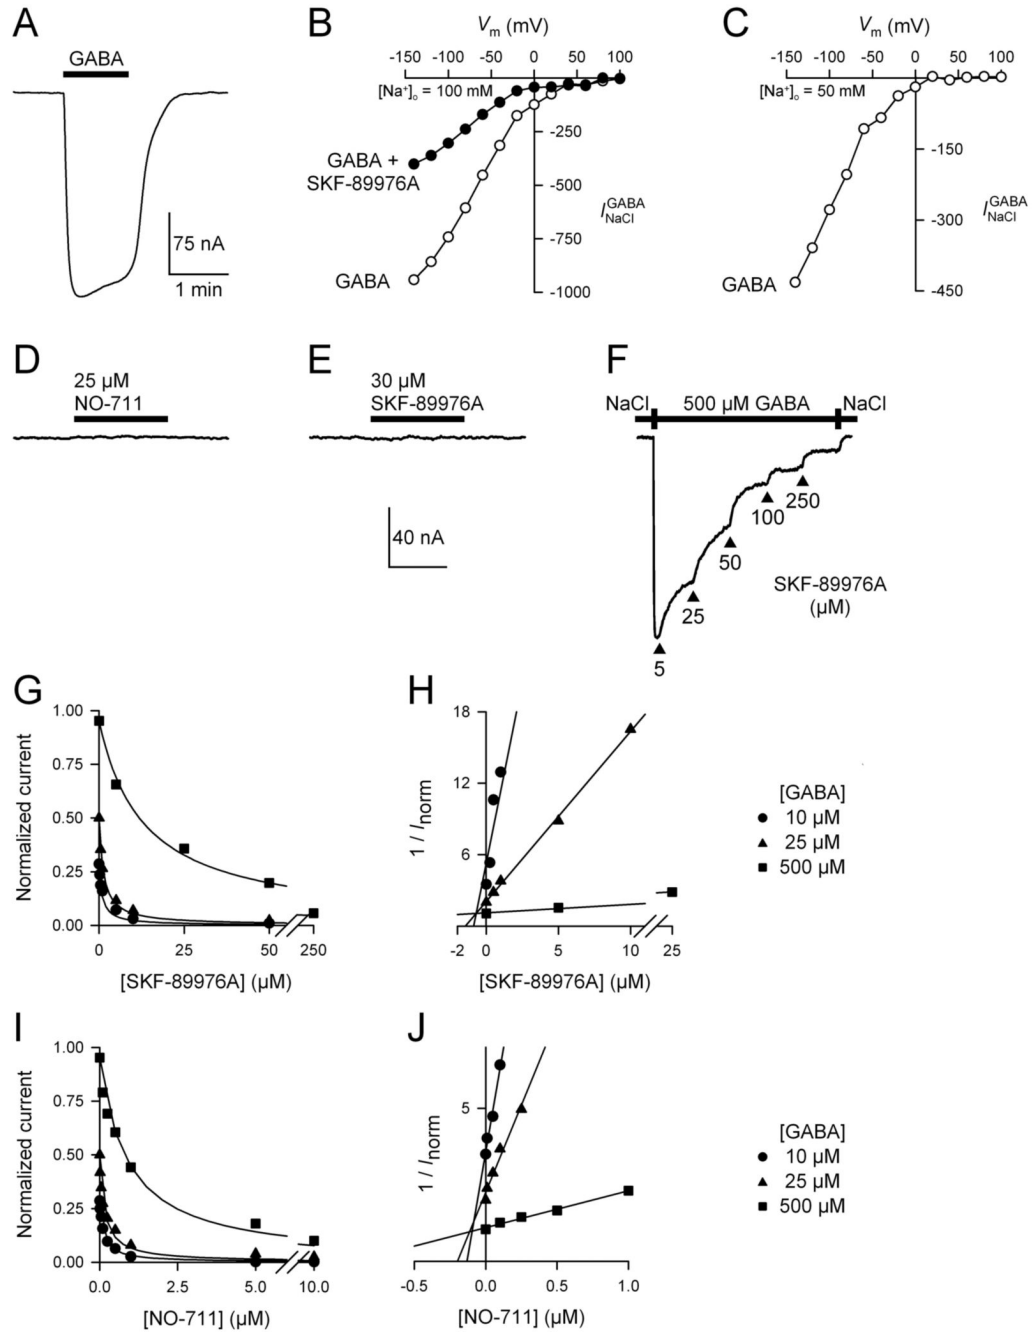 A
GABA
75 nA
1 min
B
Vm (mV)
-150 -100 -50 0 50 100
[Na+]o = 100 mM
-250
-500
-750
-1000
GABA +
SKF-89976A
GABA
I GABA NaCl
C
Vm (mV)
-150 -100 -50 0 50 100
[Na+]o = 50 mM
-150
-300
-450
I GABA NaCl
GABA
D
25 µM
NO-711
E
30 µM
SKF-89976A
40 nA
F
NaCl 500 µM GABA NaCl
5
25
50
100
250
SKF-89976A
(µM)
G
Normalized current
1.00
0.75
0.50
0.25
0.00
0 25 50 250
[SKF-89976A] (µM)
H
1 / Inorm
18
12
6
-2 0 5 10 25
[SKF-89976A] (µM)
[GABA]
10 µM
25 µM
500 µM
I
Normalized current
1.00
0.75
0.50
0.25
0.00
0.0 2.5 5.0 10.0
[NO-711] (µM)
J
1 / Inorm
5
-0.5 0.0 0.5 1.0
[NO-711] (µM)
[GABA]
10 µM
25 µM
500 µM